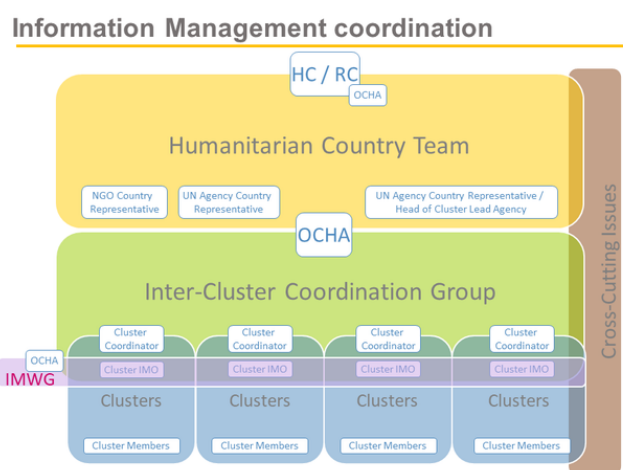 Information Management coordination
HC / RC
OCHA
Humanitarian Country Team
NGO Country
Representative
UN Agency Country
Representative
UN Agency Country Representative /
Head of Cluster Lead Agency
OCHA
Inter-Cluster Coordination Group
Cross-Cutting Issues
Cluster
Coordinator
Cluster
Coordinator
Cluster
Coordinator
Cluster
Coordinator
OCHA
IMWG
Cluster IMO
Cluster IMO
Cluster IMO
Cluster IMO
Clusters
Clusters
Clusters
Clusters
Cluster Members
Cluster Members
Cluster Members
Cluster Members